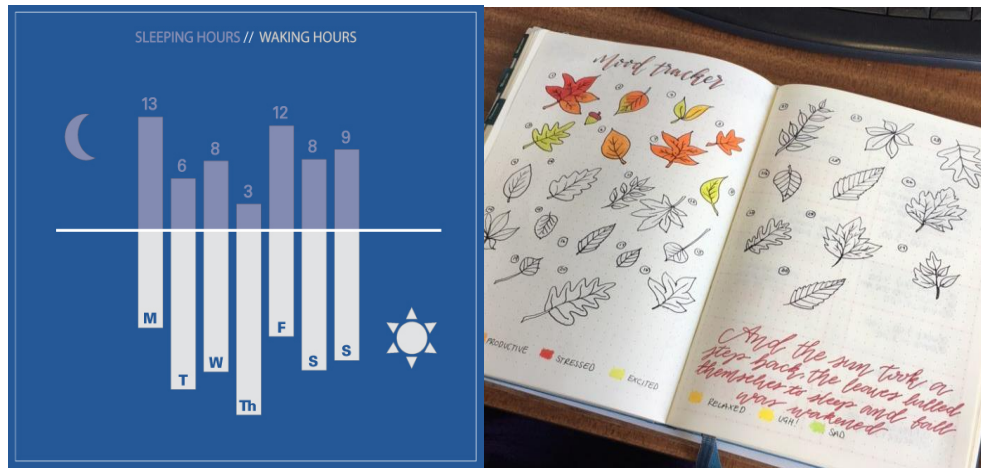 SLEEPING HOURS // WAKING HOURS
13
6
8
3
12
8
9
M
T
W
Th
F
S
S
Mood tracker
PRODUCTIVE
STRESSED
EXCITED
And the sun took a
step back, the leaves lulled
themselves to sleep and fall
was wakened
RELAXED
UGH!
SAD